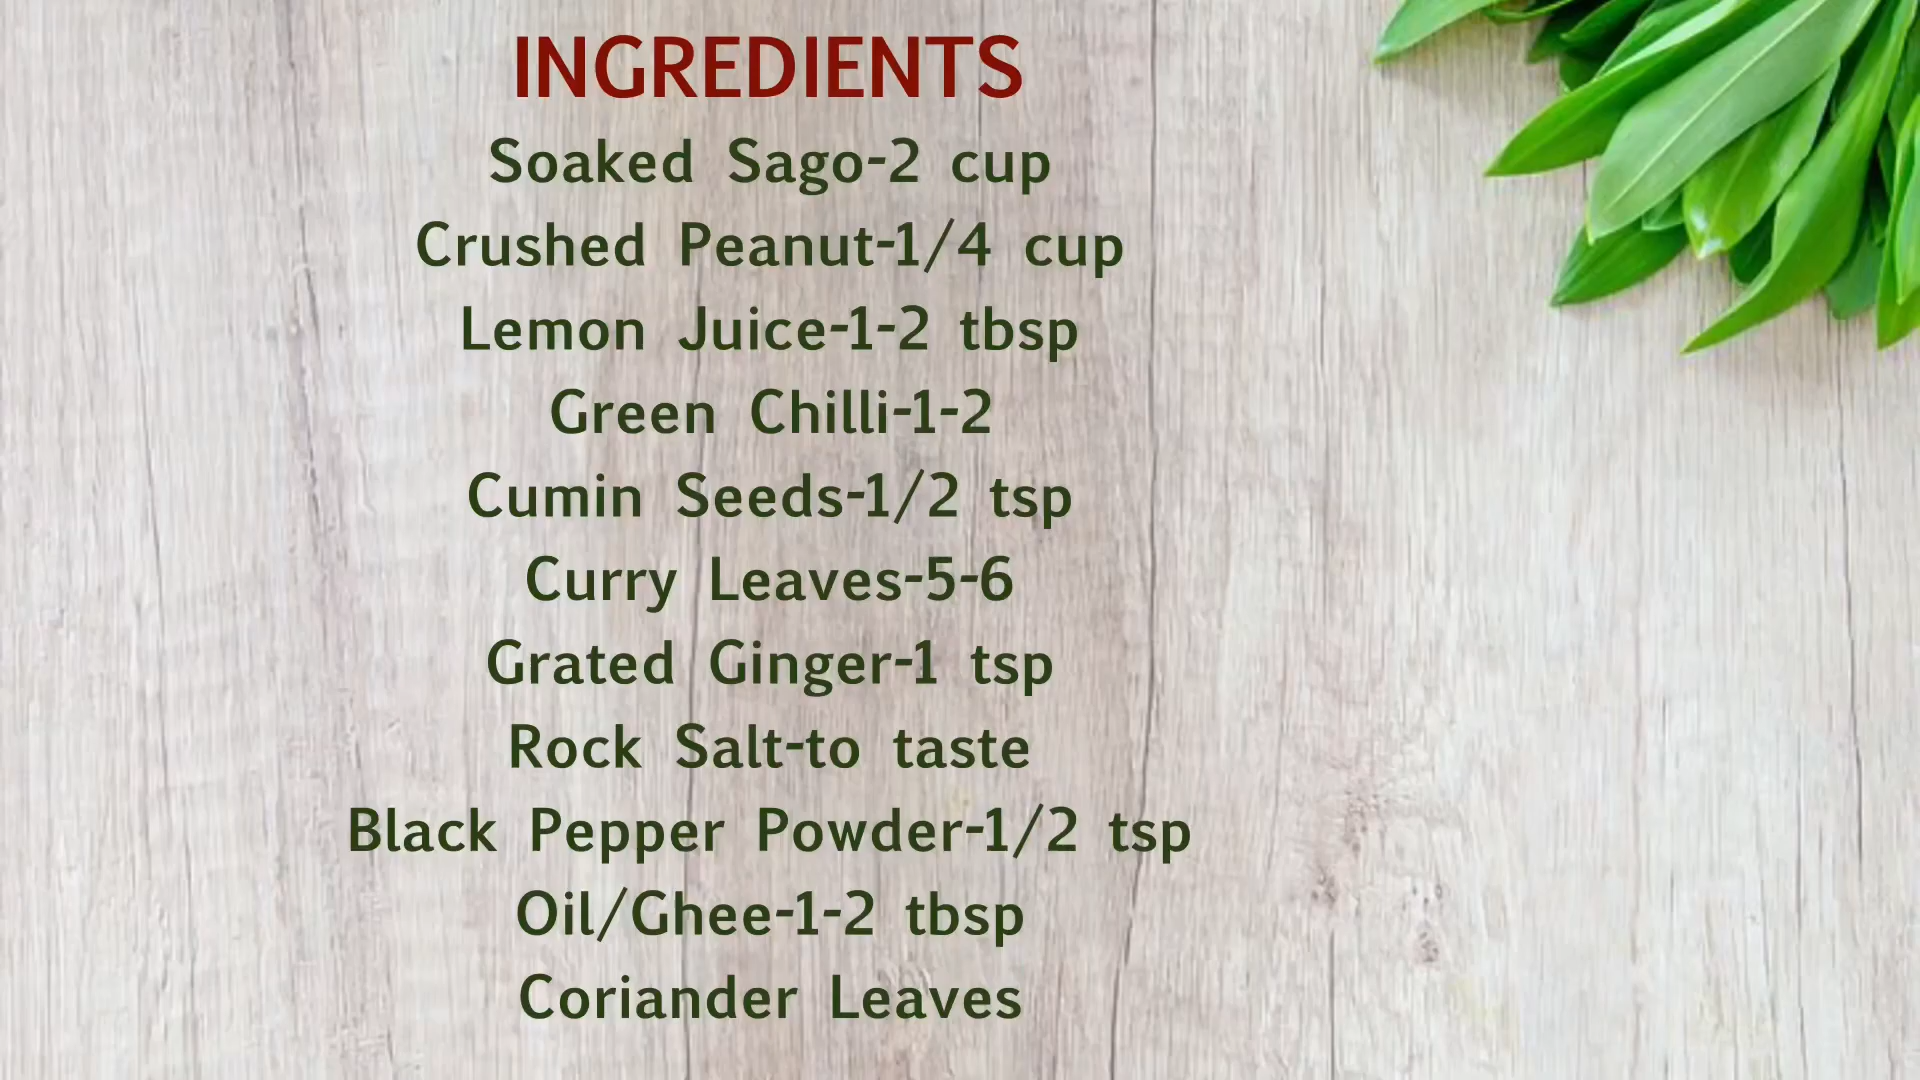 INGREDIENTS
Soaked Sago-2 cup
Crushed Peanut-1/4 cup
Lemon Juice-1-2 tbsp
Green Chilli-1-2
Cumin Seeds-1/2 tsp
Curry Leaves-5-6
Grated Ginger-1 tsp
Rock Salt-to taste
Black Pepper Powder-1/2 tsp
Oil/Ghee-1-2 tbsp
Coriander Leaves